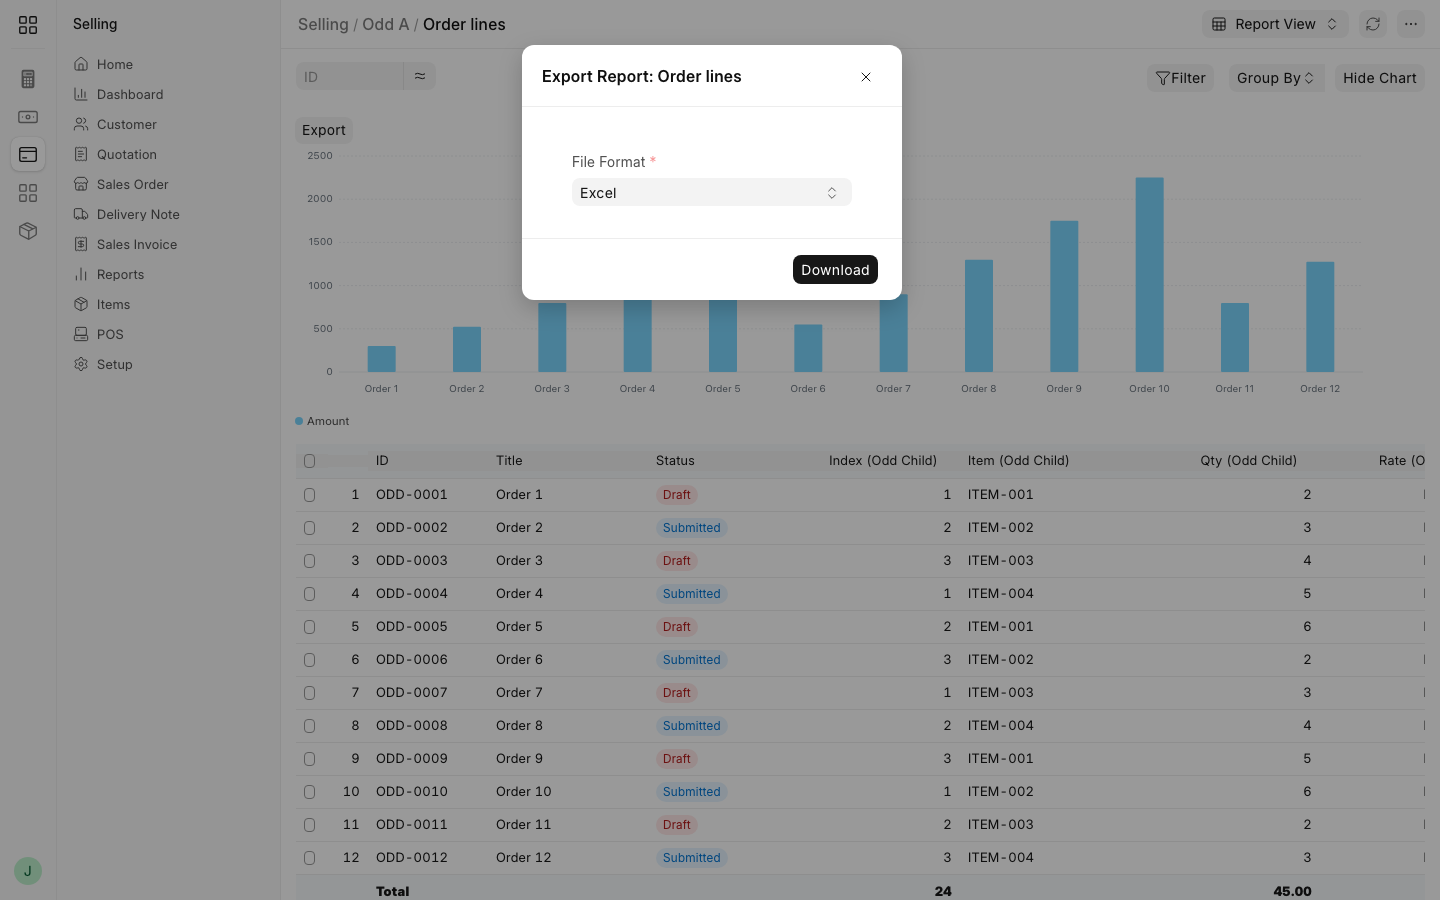 Selling
Home
Dashboard
Customer
Quotation
Sales Order
Delivery Note
Sales Invoice
Reports
Items
POS
Setup
J
Selling / Odd A / Order lines
Report View
ID
≈
Filter
Group By
Hide Chart
Export
Export Report: Order lines
File Format *
Excel
Download
2500
2000
1500
1000
500
0
Order 1 Order 2 Order 3 Order 4 Order 5 Order 6 Order 7 Order 8 Order 9 Order 10 Order 11 Order 12
Amount
ID Title Status Index (Odd Child) Item (Odd Child) Qty (Odd Child) Rate (O
1 ODD-0001 Order 1 Draft 1 ITEM-001 2
2 ODD-0002 Order 2 Submitted 2 ITEM-002 3
3 ODD-0003 Order 3 Draft 3 ITEM-003 4
4 ODD-0004 Order 4 Submitted 1 ITEM-004 5
5 ODD-0005 Order 5 Draft 2 ITEM-001 6
6 ODD-0006 Order 6 Submitted 3 ITEM-002 2
7 ODD-0007 Order 7 Draft 1 ITEM-003 3
8 ODD-0008 Order 8 Submitted 2 ITEM-004 4
9 ODD-0009 Order 9 Draft 3 ITEM-001 5
10 ODD-0010 Order 10 Submitted 1 ITEM-002 6
11 ODD-0011 Order 11 Draft 2 ITEM-003 2
12 ODD-0012 Order 12 Submitted 3 ITEM-004 3
Total 24 45.00